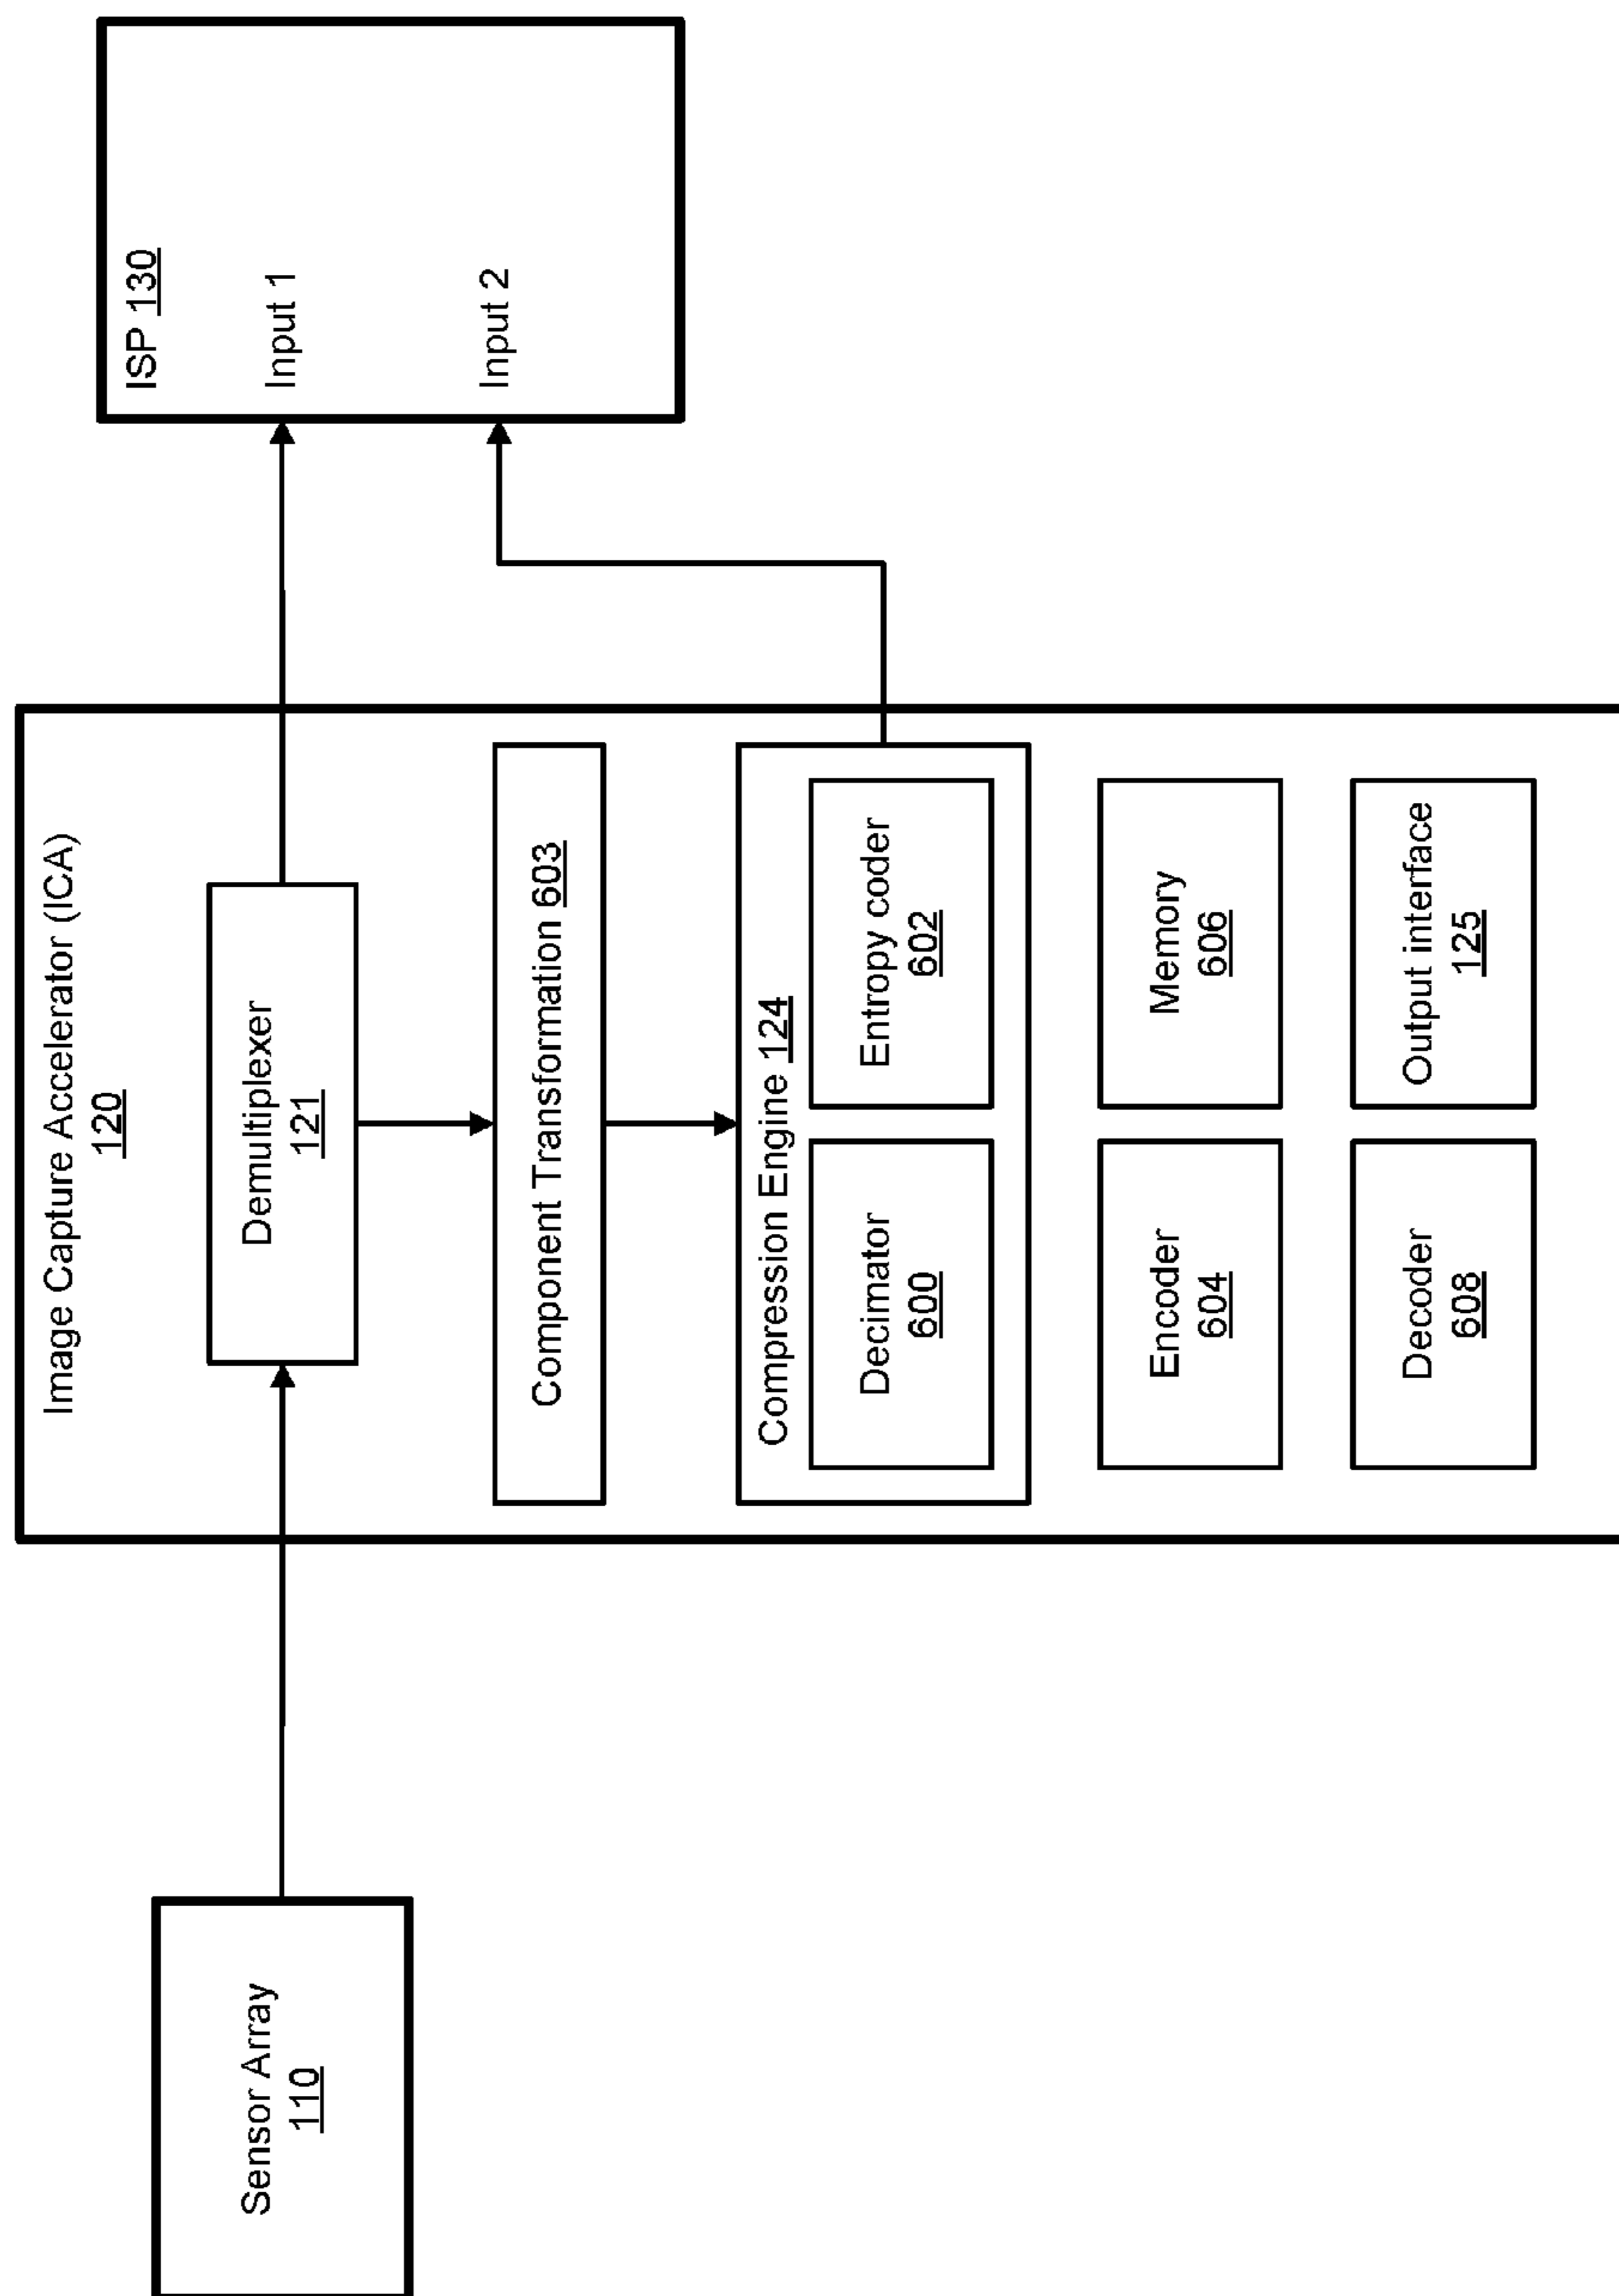 Sensor Array
110
Image Capture Accelerator (ICA)
120
Demultiplexer
121
Component Transformation 603
Compression Engine 124
Decimator
600
Entropy coder
602
Encoder
604
Memory
606
Decoder
608
Output interface
125
ISP 130
Input 1
Input 2